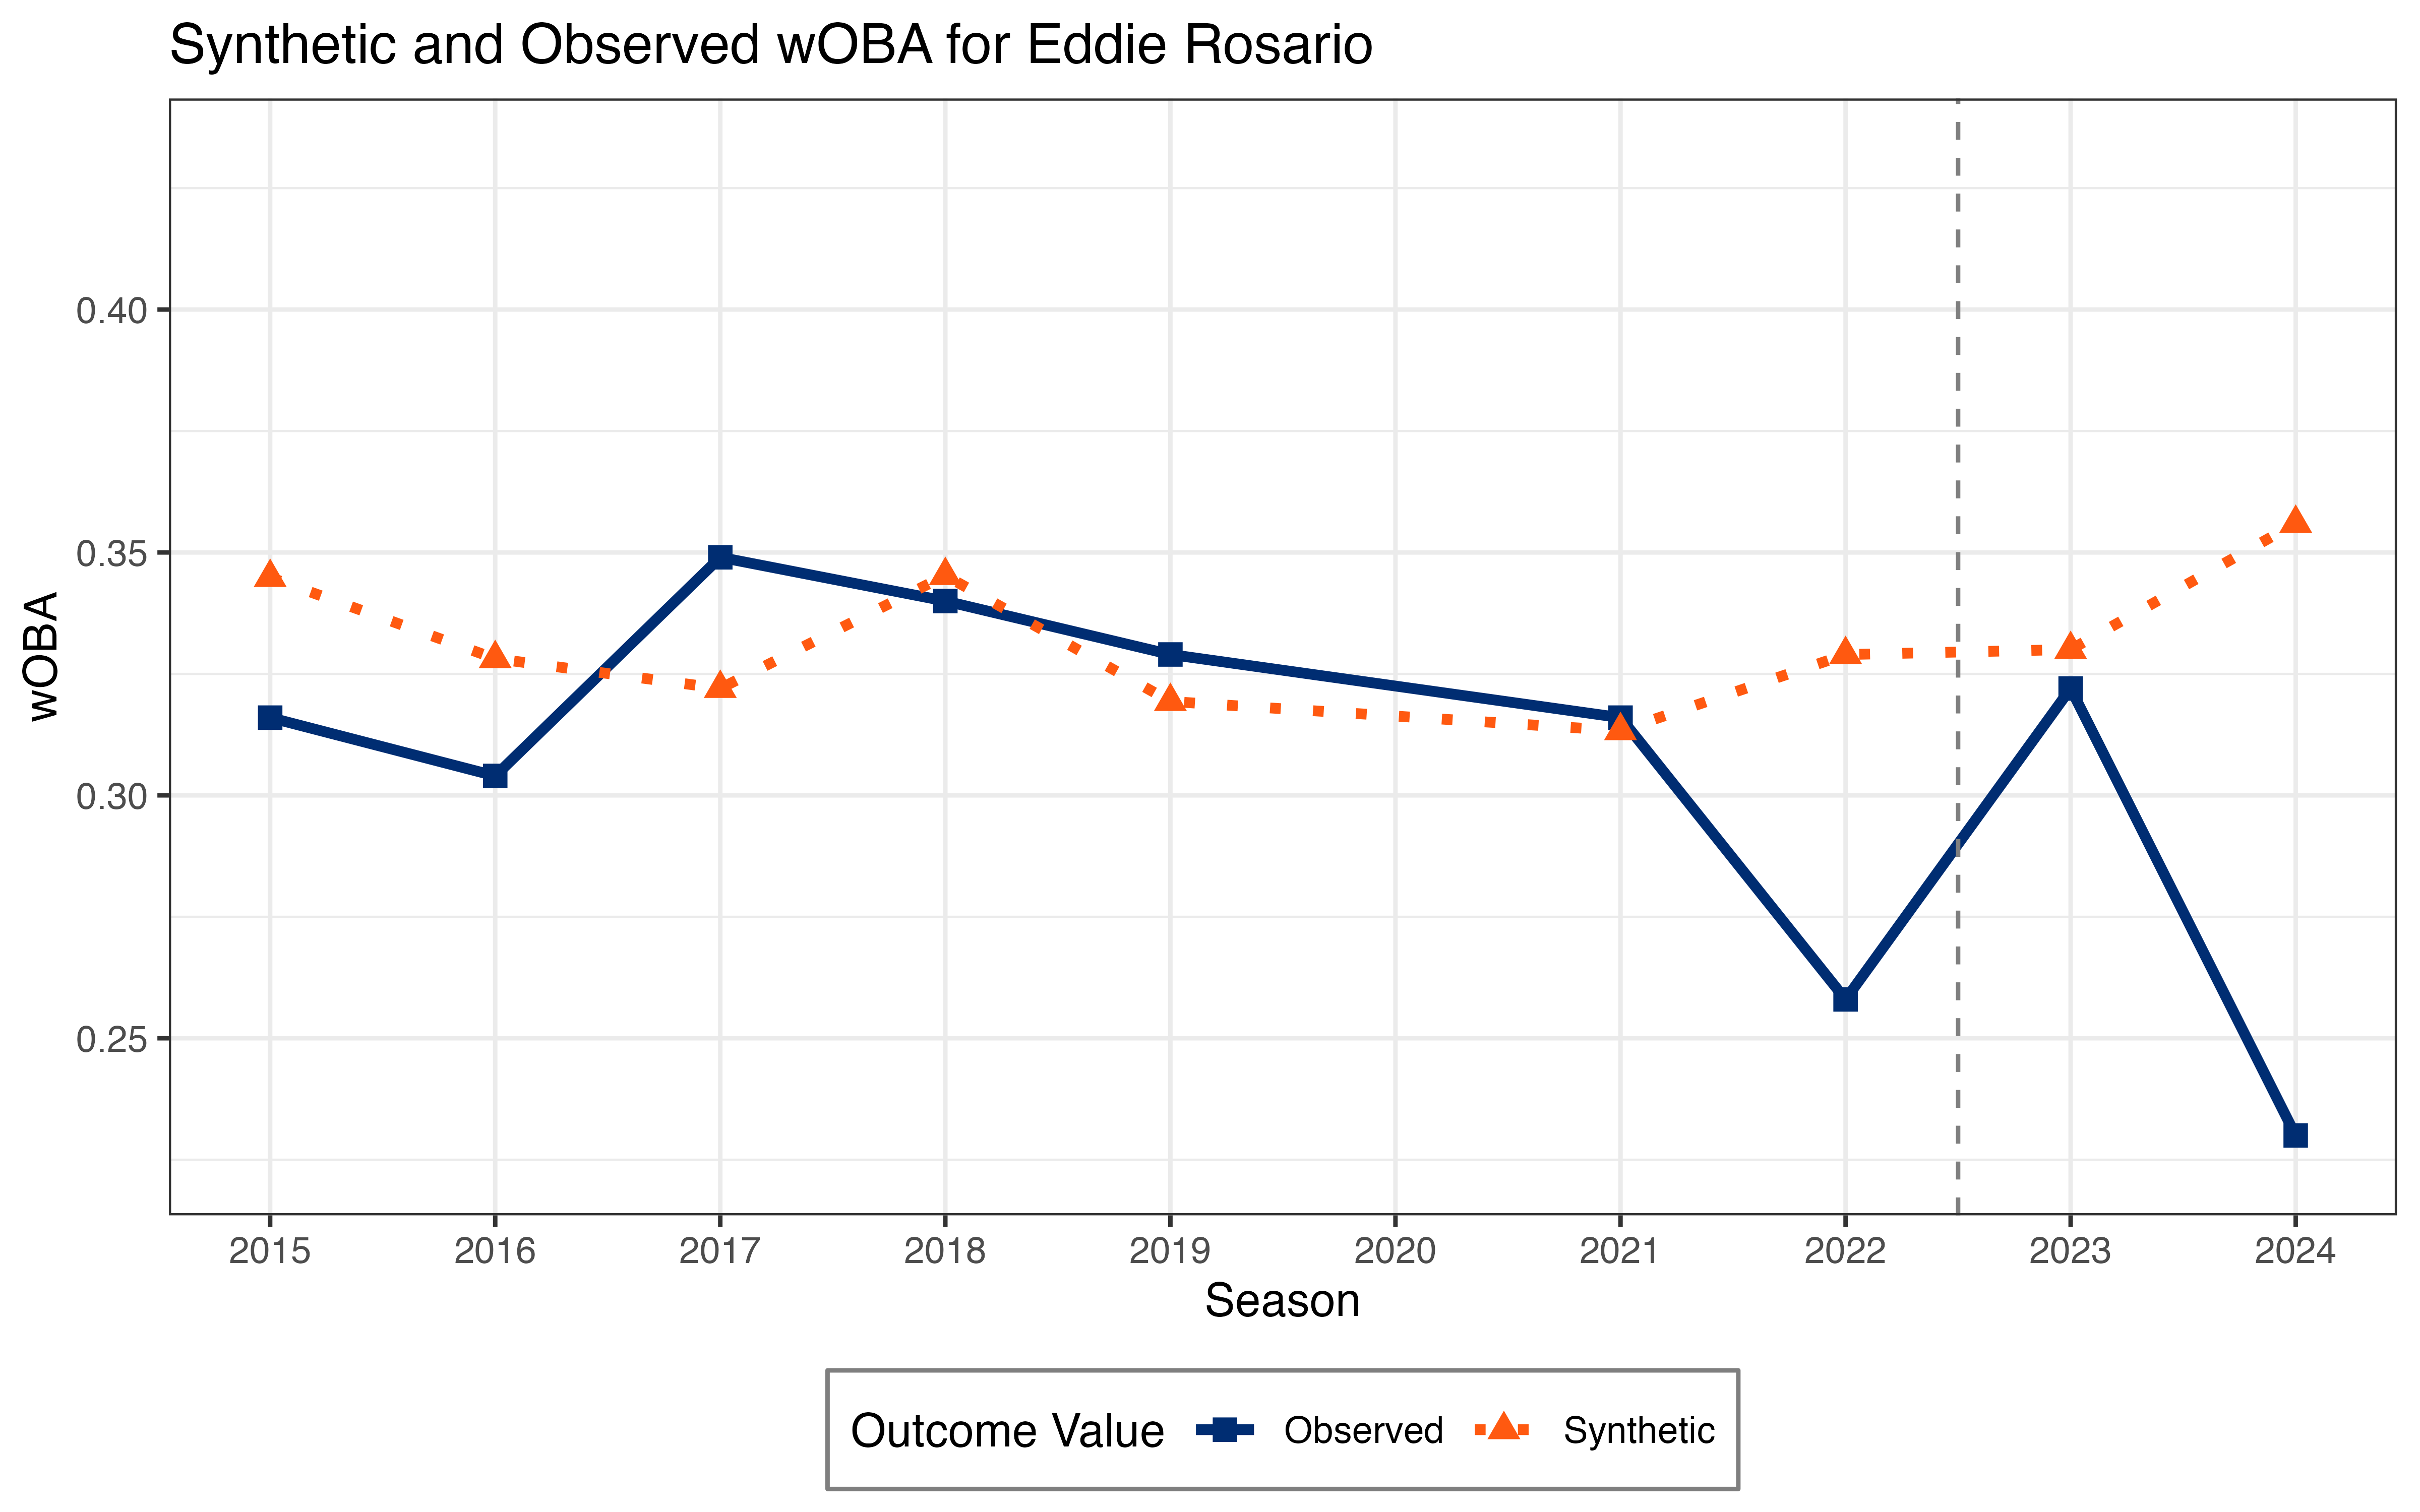 Synthetic and Observed wOBA for Eddie Rosario
wOBA
0.40
0.35
0.30
0.25
2015 2016 2017 2018 2019 2020 2021 2022 2023 2024
Season
Outcome Value Observed Synthetic